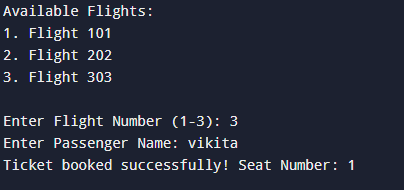 Available Flights:
1. Flight 101
2. Flight 202
3. Flight 303
Enter Flight Number (1-3): 3
Enter Passenger Name: vikita
Ticket booked successfully! Seat Number: 1